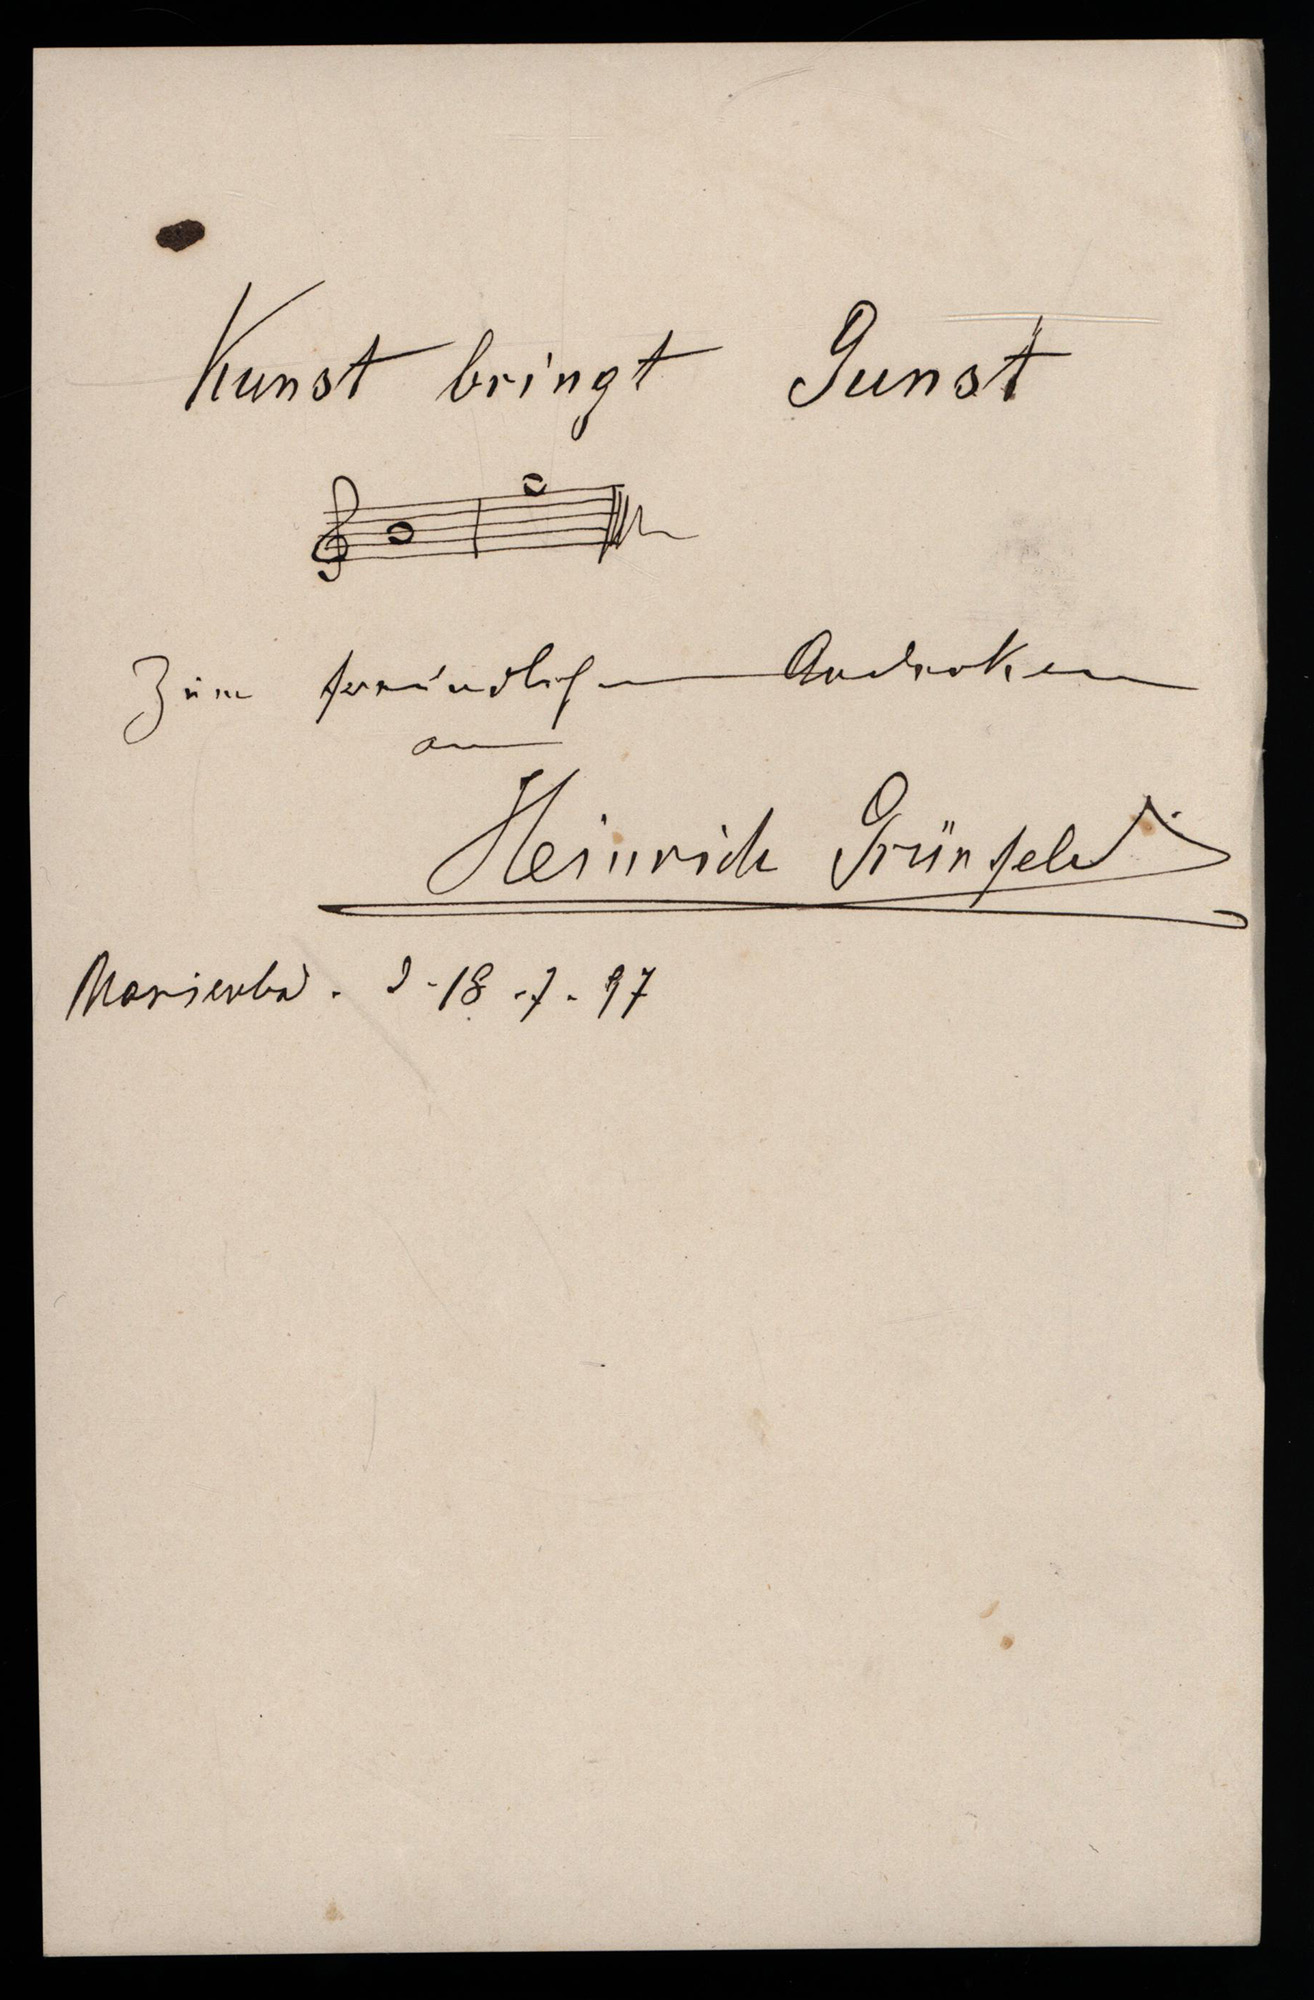 Kunst bringt Gunst
Zum freundlichen Andenken
an
Heinrich Grünfeld
Marienbad. 18.7.97